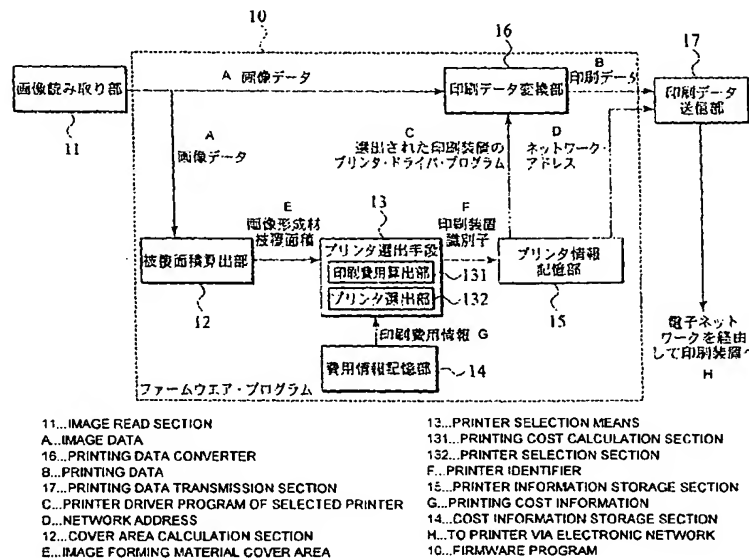 10
16
17
画像読み取り部
A 画像データ
印刷データ変換部
B
印刷データ
印刷データ
送信部
11
A
画像データ
C
選出された印刷装置の
プリンタ・ドライバ・プログラム
D
ネットワーク・
アドレス
E
画像形成材
被覆面積
13
F
印刷装置
識別子
被覆面積算出部
プリンタ選出手段
印刷費用算出部
131
プリンタ選出部
132
プリンタ情報
記憶部
12
15
印刷費用情報 G
費用情報記憶部
14
電子ネット
ワークを経由
して印刷装置へ
H
ファームウエア・プログラム
11...IMAGE READ SECTION
A...IMAGE DATA
16...PRINTING DATA CONVERTER
B...PRINTING DATA
17...PRINTING DATA TRANSMISSION SECTION
C...PRINTER DRIVER PROGRAM OF SELECTED PRINTER
D...NETWORK ADDRESS
12...COVER AREA CALCULATION SECTION
E...IMAGE FORMING MATERIAL COVER AREA
13...PRINTER SELECTION MEANS
131...PRINTING COST CALCULATION SECTION
132...PRINTER SELECTION SECTION
F...PRINTER IDENTIFIER
15...PRINTER INFORMATION STORAGE SECTION
G...PRINTING COST INFORMATION
14...COST INFORMATION STORAGE SECTION
H...TO PRINTER VIA ELECTRONIC NETWORK
10...FIRMWARE PROGRAM